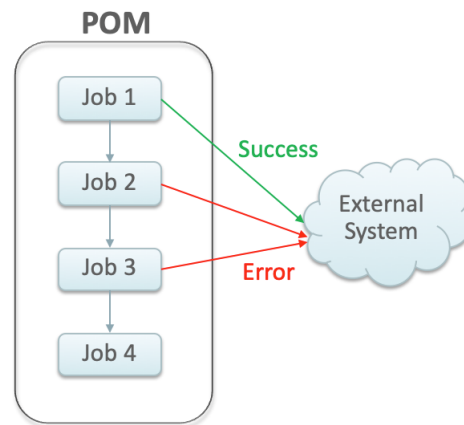 POM
Job 1
Success
Job 2
External
System
Job 3
Error
Job 4